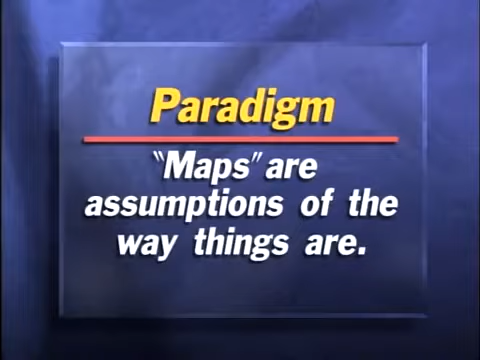 Paradigm
“Maps” are
assumptions of the
way things are.